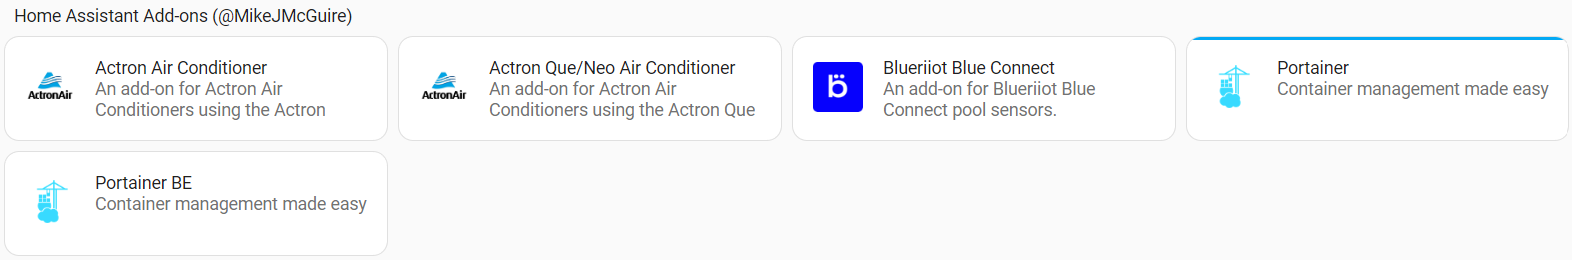 Home Assistant Add-ons (@MikeJMcGuire)
ActronAir
Actron Air Conditioner
An add-on for Actron Air
Conditioners using the Actron
ActronAir
Actron Que/Neo Air Conditioner
An add-on for Actron Air
Conditioners using the Actron Que
Blueriiot Blue Connect
An add-on for Blueriiot Blue
Connect pool sensors.
Portainer
Container management made easy
Portainer BE
Container management made easy